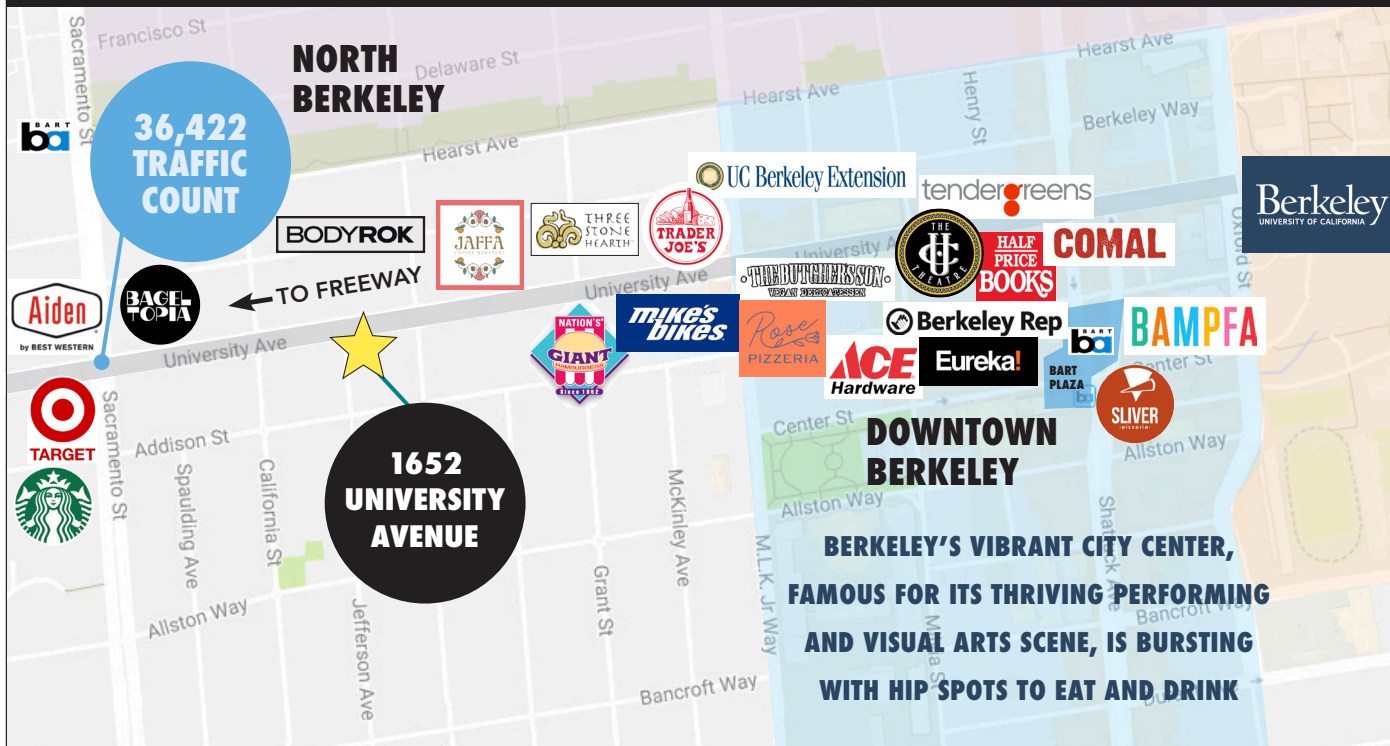 Sacramento St
Francisco St
Delaware St
NORTH
BERKELEY
36,422
TRAFFIC
COUNT
BART
ba
Hearst Ave
Hearst Ave
Hearst Ave
Henry St
Berkeley Way
UC Berkeley Extension
tendergreens
Berkeley
UNIVERSITY OF CALIFORNIA
Oxford St
BODYROK
JAFFA
COFFEE ROASTERS
THREE
STONE
HEARTH
TRADER
JOE'S
University A
THE
UC
THEATRE
HALF
PRICE
BOOKS
COMAL
TO FREEWAY
University Ave
THE BUTCHER'S SON
VEGAN DELICATESSEN
Aiden
by BEST WESTERN
BAGEL
TOPIA
University Ave
NATION'S
GIANT
HAMBURGERS
Since 1952
mike's
bikes
Rose
PIZZERIA
ACE
Hardware
Berkeley Rep
Eureka!
BART
ba
BAMPFA
BART
PLAZA
ba
Center St
SLIVER
pizzeria
TARGET
Sacramento St
Addison St
Spaulding Ave
California St
1652
UNIVERSITY
AVENUE
Jefferson Ave
Grant St
McKinley Ave
Center St
Allston Way
M.L.K. Jr Way
DOWNTOWN
BERKELEY
Allston Way
Allston Way
Bancroft Way
Shattuck Ave
Bancroft Way
BERKELEY'S VIBRANT CITY CENTER,
FAMOUS FOR ITS THRIVING PERFORMING
AND VISUAL ARTS SCENE, IS BURSTING
WITH HIP SPOTS TO EAT AND DRINK